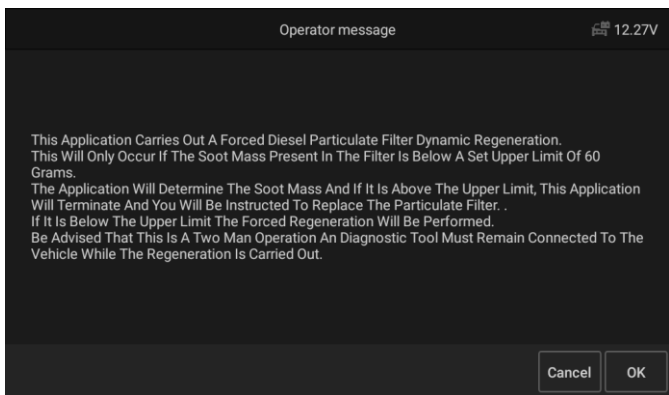 Operator message
12.27V
This Application Carries Out A Forced Diesel Particulate Filter Dynamic Regeneration.
This Will Only Occur If The Soot Mass Present In The Filter Is Below A Set Upper Limit Of 60
Grams.
The Application Will Determine The Soot Mass And If It Is Above The Upper Limit, This Application
Will Terminate And You Will Be Instructed To Replace The Particulate Filter. .
If It Is Below The Upper Limit The Forced Regeneration Will Be Performed.
Be Advised That This Is A Two Man Operation An Diagnostic Tool Must Remain Connected To The
Vehicle While The Regeneration Is Carried Out.
Cancel
OK